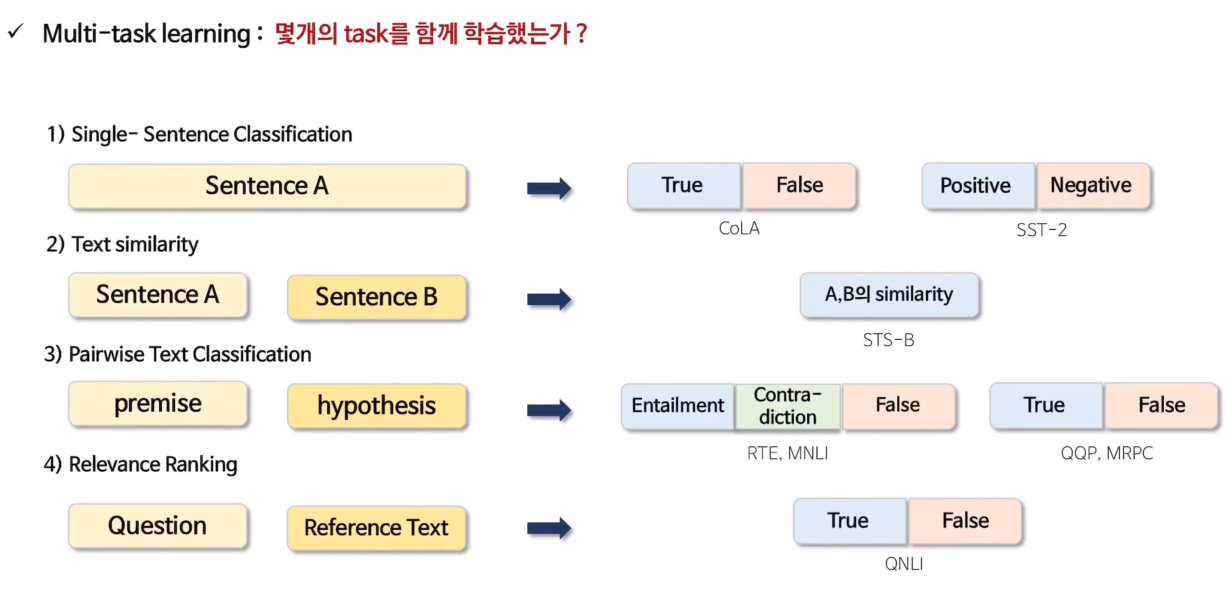 ✓ Multi-task learning : 몇개의 task를 함께 학습했는가 ?
1) Single- Sentence Classification
Sentence A
True False
Positive Negative
CoLA
SST-2
2) Text similarity
Sentence A
Sentence B
A,B의 similarity
STS-B
3) Pairwise Text Classification
premise
hypothesis
Entailment
Contra-
diction
False
True False
RTE, MNLI
QQP, MRPC
4) Relevance Ranking
Question
Reference Text
True False
QNLI